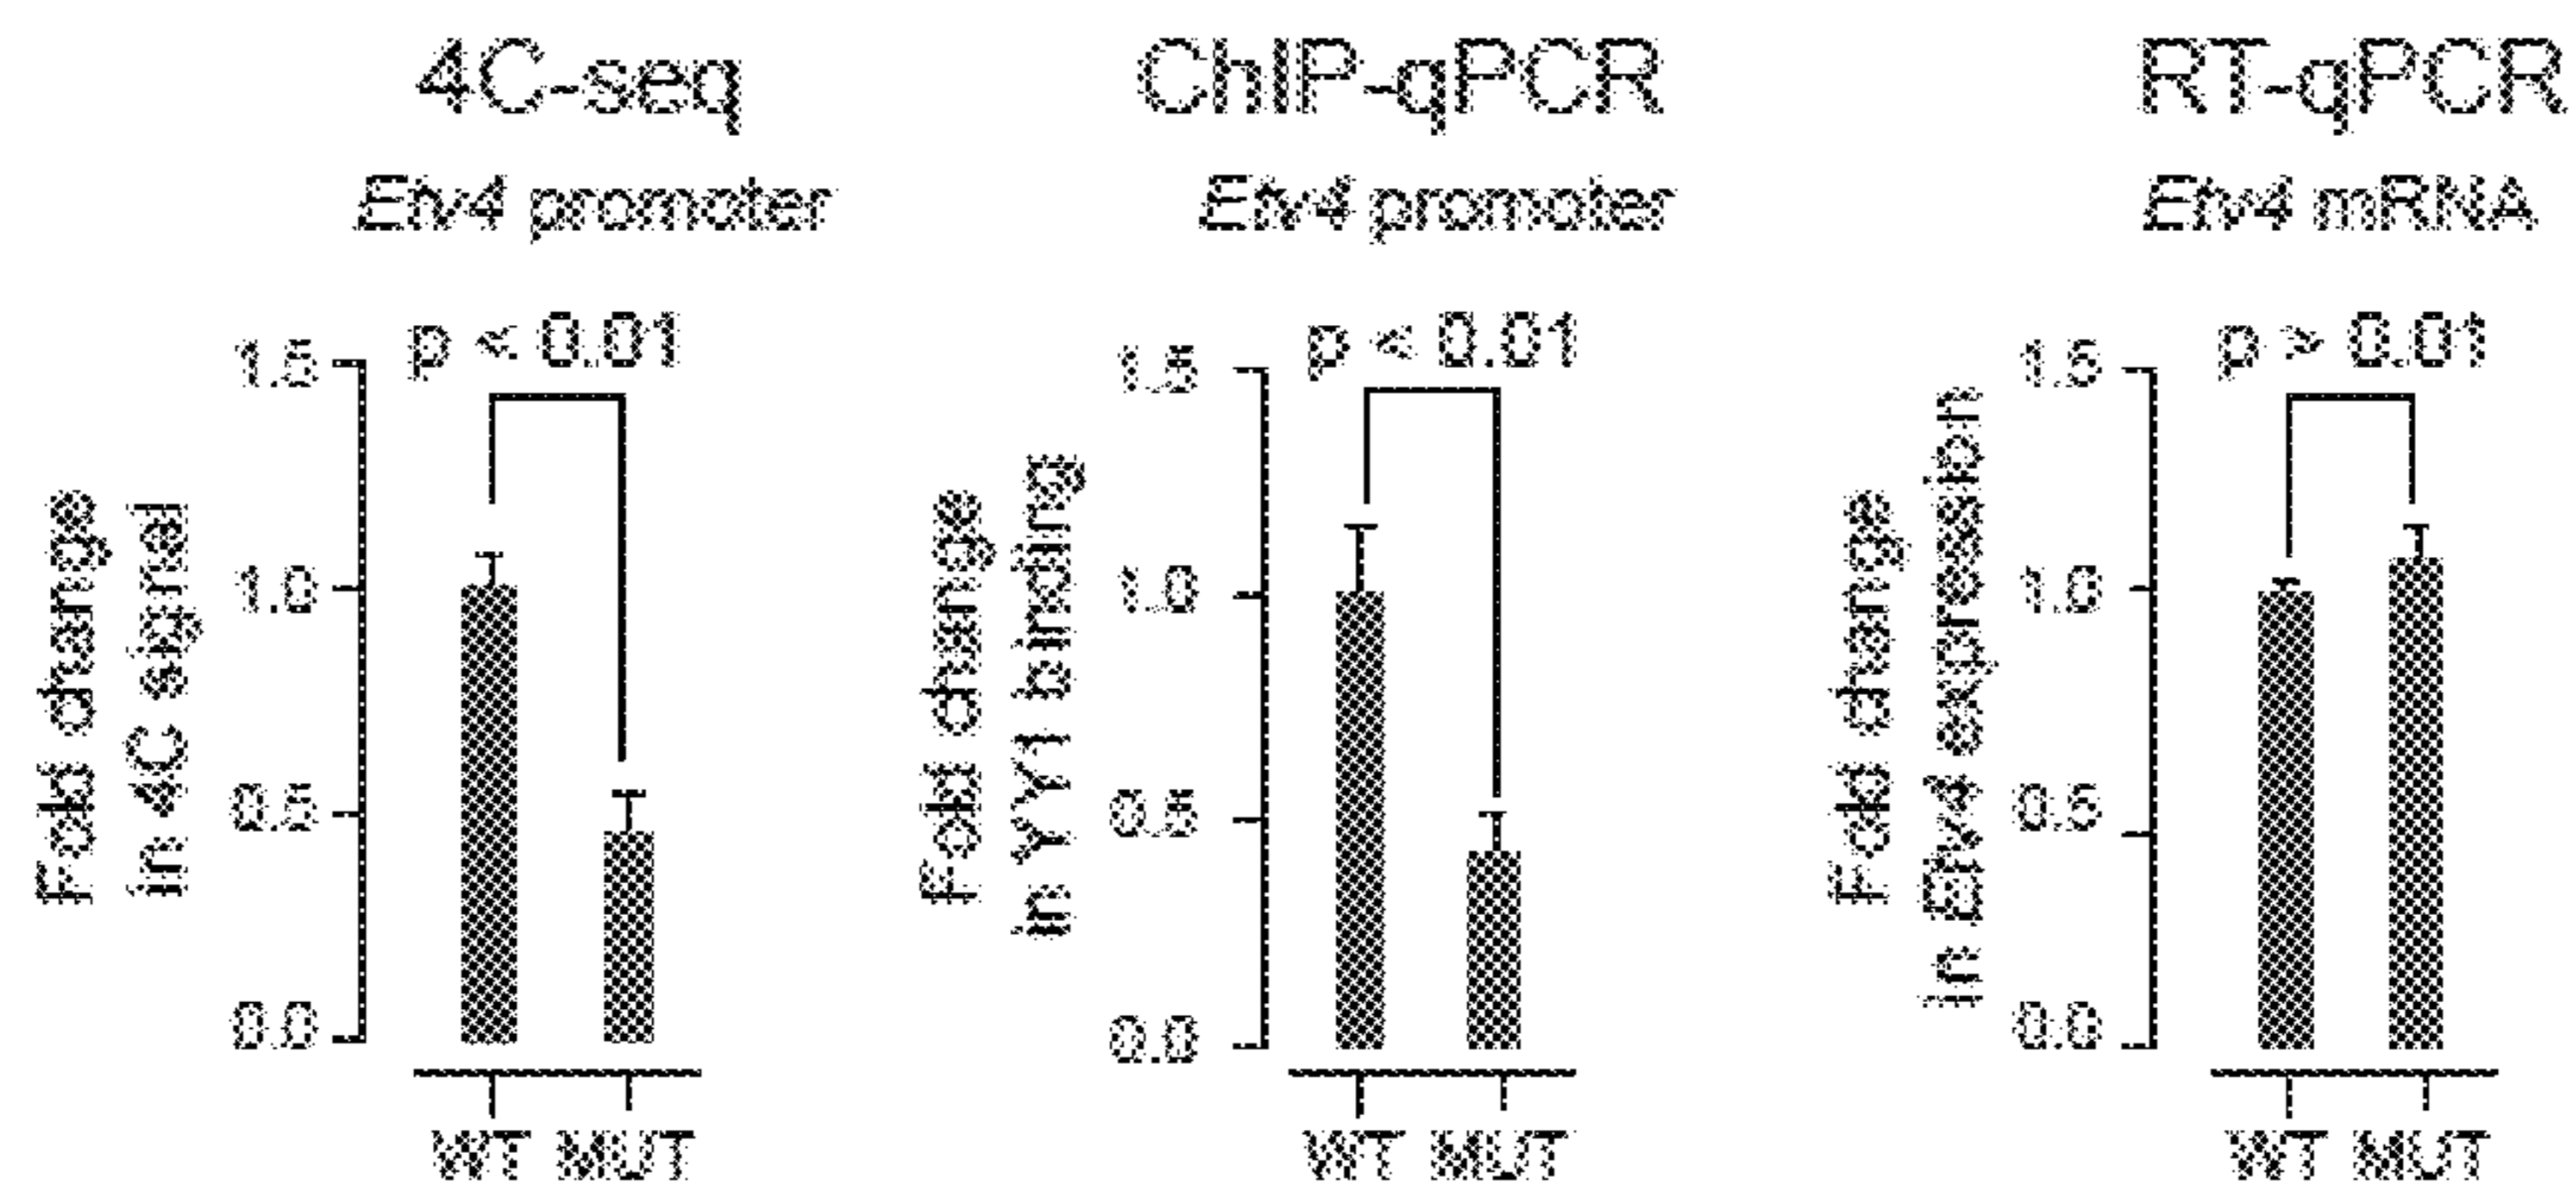 4C-seq
Etv4 promoter
p < 0.01
Fold change
in 4C signal
1.5
1.0
0.5
0.0
WT MUT
ChIP-qPCR
Etv4 promoter
p < 0.01
Fold change
in YY1 binding
1.5
1.0
0.5
0.0
WT MUT
RT-qPCR
Etv4 mRNA
p > 0.01
Fold change
in Etv4 expression
1.5
1.0
0.5
0.0
WT MUT